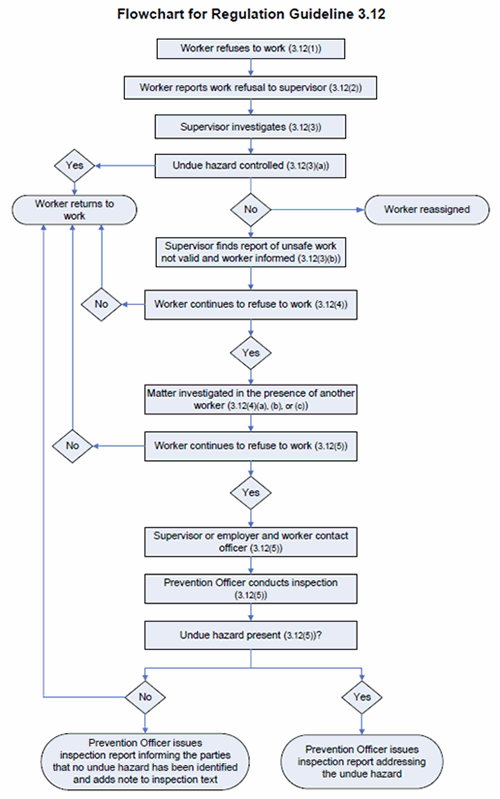 Flowchart for Regulation Guideline 3.12
Worker refuses to work (3.12(1))
Worker reports work refusal to supervisor (3.12(2))
Supervisor investigates (3.12(3))
Undue hazard controlled (3.12(3)(a))
Yes
Worker returns to
work
No
Worker reassigned
Supervisor finds report of unsafe work
not valid and worker informed (3.12(3)(b))
Worker continues to refuse to work (3.12(4))
No
Yes
Matter investigated in the presence of another
worker (3.12(4)(a), (b), or (c))
Worker continues to refuse to work (3.12(5))
No
Yes
Supervisor or employer and worker contact
officer (3.12(5))
Prevention Officer conducts inspection
(3.12(5))
Undue hazard present (3.12(5))?
No
Yes
Prevention Officer issues
inspection report informing the parties
that no undue hazard has been identified
and adds note to inspection text
Prevention Officer issues
inspection report addressing
the undue hazard